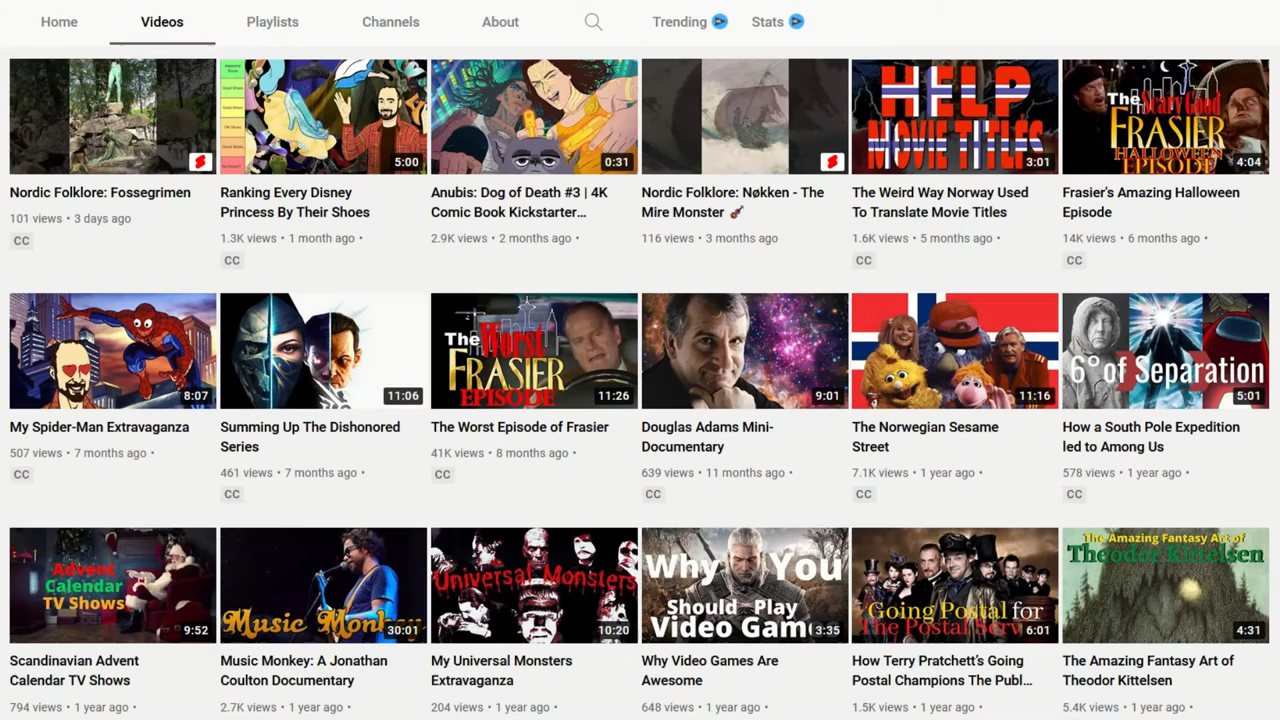 Home Videos Playlists Channels About Trending Stats
5:00 0:31 3:01 4:04
HELP
MOVIE TITLES
The Scary Good
FRASIER
HALLOWEEN
EPISODE
Nordic Folklore: Fossegrimen
101 views • 3 days ago
CC
Ranking Every Disney
Princess By Their Shoes
1.3K views • 1 month ago •
CC
Anubis: Dog of Death #3 | 4K
Comic Book Kickstarter...
2.9K views • 2 months ago •
Nordic Folklore: Nøkken - The
Mire Monster 🎻
116 views • 3 months ago
The Weird Way Norway Used
To Translate Movie Titles
1.6K views • 5 months ago •
CC
Frasier's Amazing Halloween
Episode
14K views • 6 months ago •
CC
8:07
My Spider-Man Extravaganza
507 views • 7 months ago •
CC
11:06
Summing Up The Dishonored
Series
461 views • 7 months ago •
CC
The Worst
FRASIER
EPISODE
11:26
The Worst Episode of Frasier
41K views • 8 months ago •
CC
9:01
Douglas Adams Mini-
Documentary
639 views • 11 months ago •
CC
11:16
The Norwegian Sesame
Street
7.1K views • 1 year ago •
CC
6° of Separation
5:01
How a South Pole Expedition
led to Among Us
578 views • 1 year ago •
CC
Advent
Calendar
TV Shows
9:52
Scandinavian Advent
Calendar TV Shows
794 views • 1 year ago •
Music Monkey
30:01
Music Monkey: A Jonathan
Coulton Documentary
2.7K views • 1 year ago •
Universal Monsters
10:20
My Universal Monsters
Extravaganza
204 views • 1 year ago •
Why You
Should Play
Video Gam
3:35
Why Video Games Are
Awesome
648 views • 1 year ago •
Going Postal for
The Postal Serv
6:01
How Terry Pratchett's Going
Postal Champions The Publ...
1.5K views • 1 year ago •
The Amazing Fantasy Art of
Theodor Kittelsen
4:31
The Amazing Fantasy Art of
Theodor Kittelsen
5.4K views • 1 year ago •